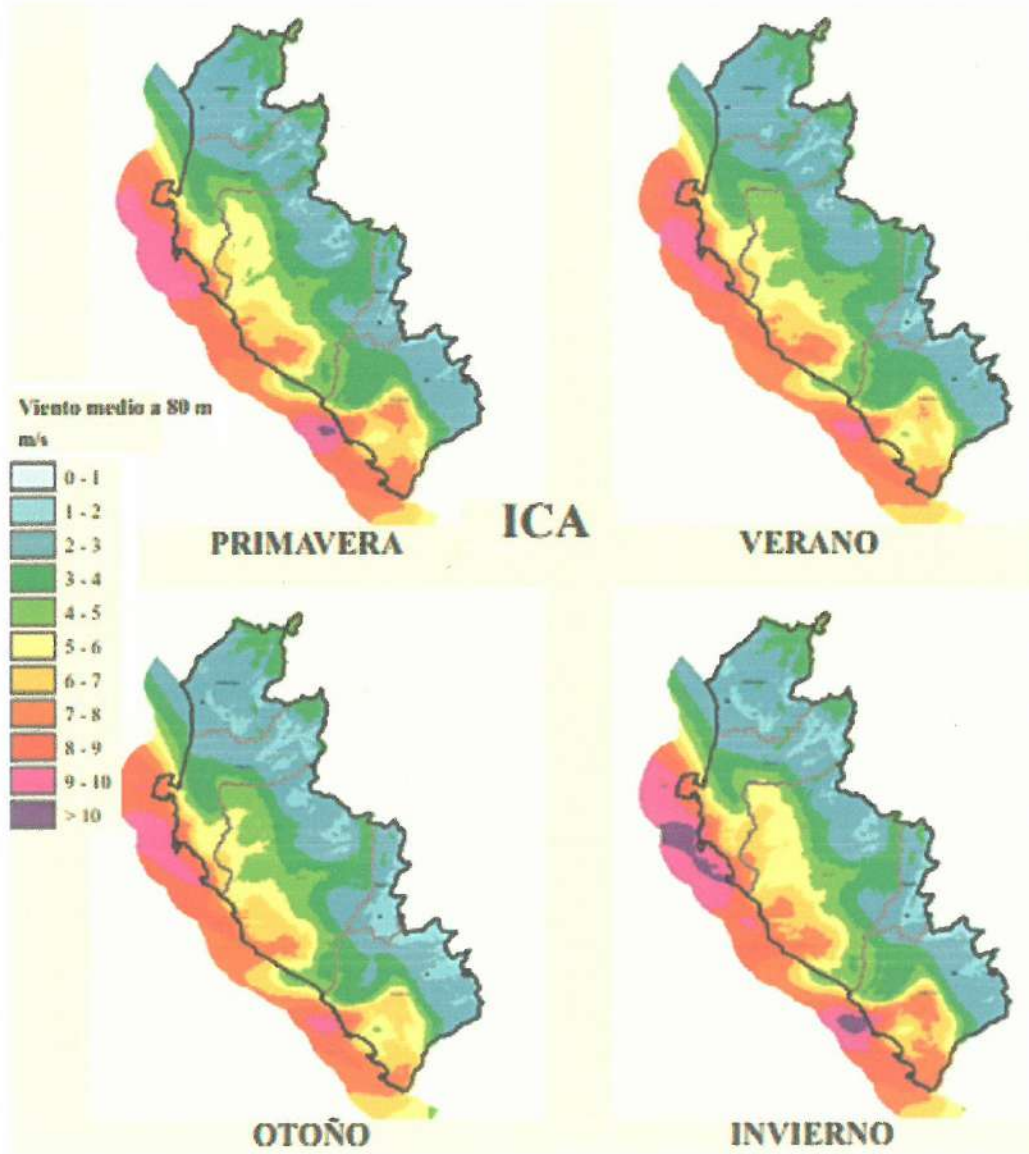 Viento medio a 80 m
m/s
0 - 1
1 - 2
2 - 3
3 - 4
4 - 5
5 - 6
6 - 7
7 - 8
8 - 9
9 - 10
> 10
PRIMAVERA
ICA
VERANO
OTOÑO
INVIERNO